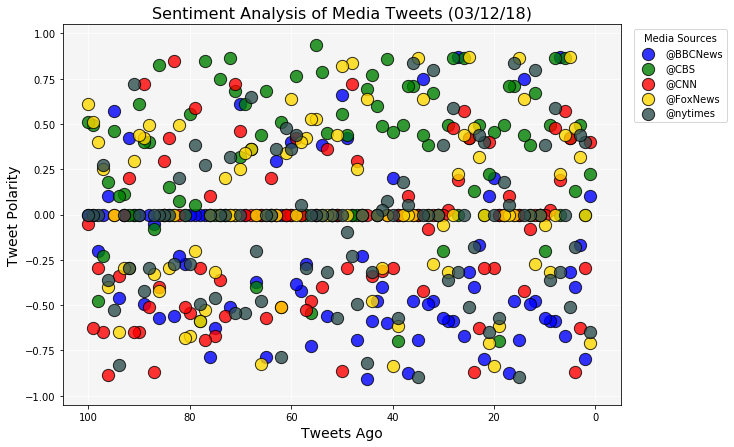 Sentiment Analysis of Media Tweets (03/12/18)
Media Sources
@BBCNews
@CBS
@CNN
@FoxNews
@nytimes
Tweet Polarity
1.00
0.75
0.50
0.25
0.00
−0.25
−0.50
−0.75
−1.00
100 80 60 40 20 0
Tweets Ago